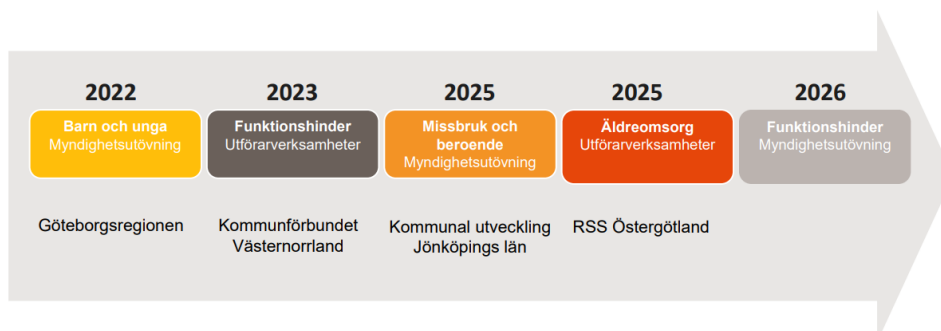 2022
2023
2025
2025
2026
Barn och unga
Myndighetsutövning
Funktionshinder
Utförarverksamheter
Missbruk och
beroende
Myndighetsutövning
Äldreomsorg
Utförarverksamheter
Funktionshinder
Myndighetsutövning
Göteborgsregionen
Kommunförbundet
Västernorrland
Kommunal utveckling
Jönköpings län
RSS Östergötland